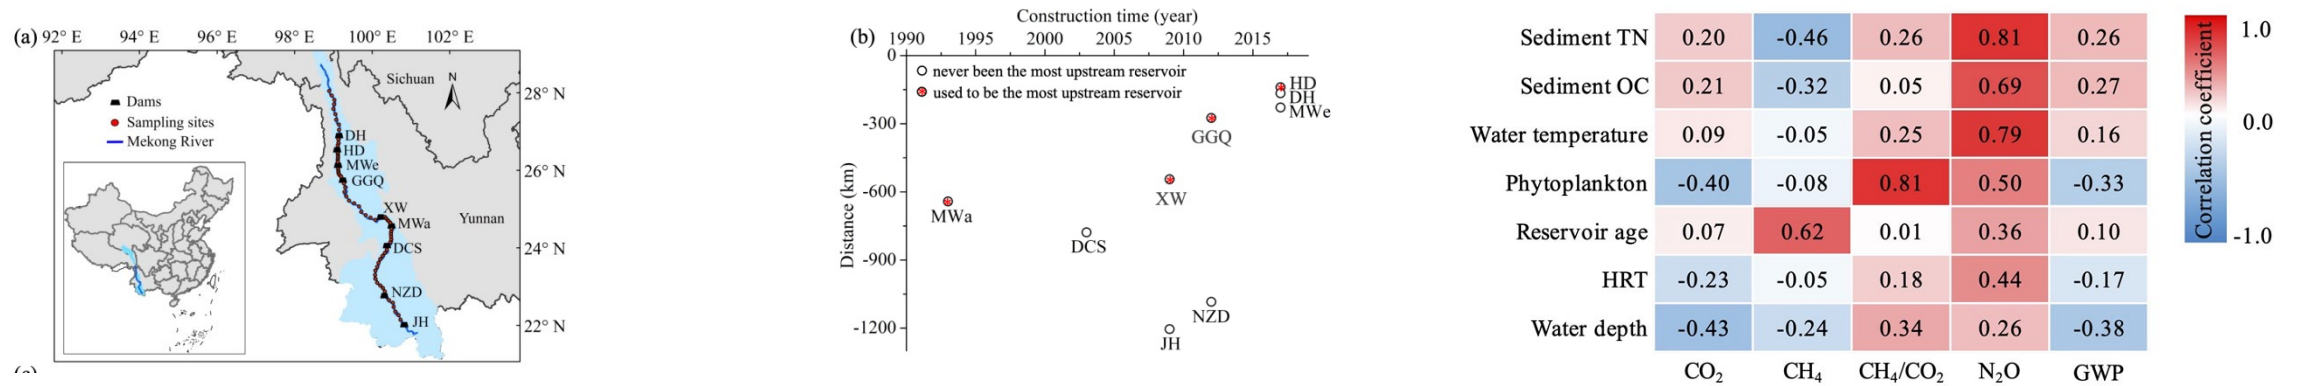 (a)
92° E 94° E 96° E 98° E 100° E 102° E
Sichuan
N
28° N
Dams
Sampling sites
Mekong River
DH
HD
26° N
MWe
GGQ
XW
Yunnan
MWa
DCS
24° N
NZD
JH
22° N
(b)
Construction time (year)
1990 1995 2000 2005 2010 2015
0
never been the most upstream reservoir
used to be the most upstream reservoir
HD
DH
MWe
-300
GGQ
Distance (km)
-600
XW
MWa
DCS
-900
NZD
-1200
JH
Sediment TN 0.20 -0.46 0.26 0.81 0.26
Sediment OC 0.21 -0.32 0.05 0.69 0.27
Water temperature 0.09 -0.05 0.25 0.79 0.16
Phytoplankton -0.40 -0.08 0.81 0.50 -0.33
Reservoir age 0.07 0.62 0.01 0.36 0.10
HRT -0.23 -0.05 0.18 0.44 -0.17
Water depth -0.43 -0.24 0.34 0.26 -0.38
CO₂ CH₄ CH₄/CO₂ N₂O GWP
Correlation coefficient
1.0
0.0
-1.0